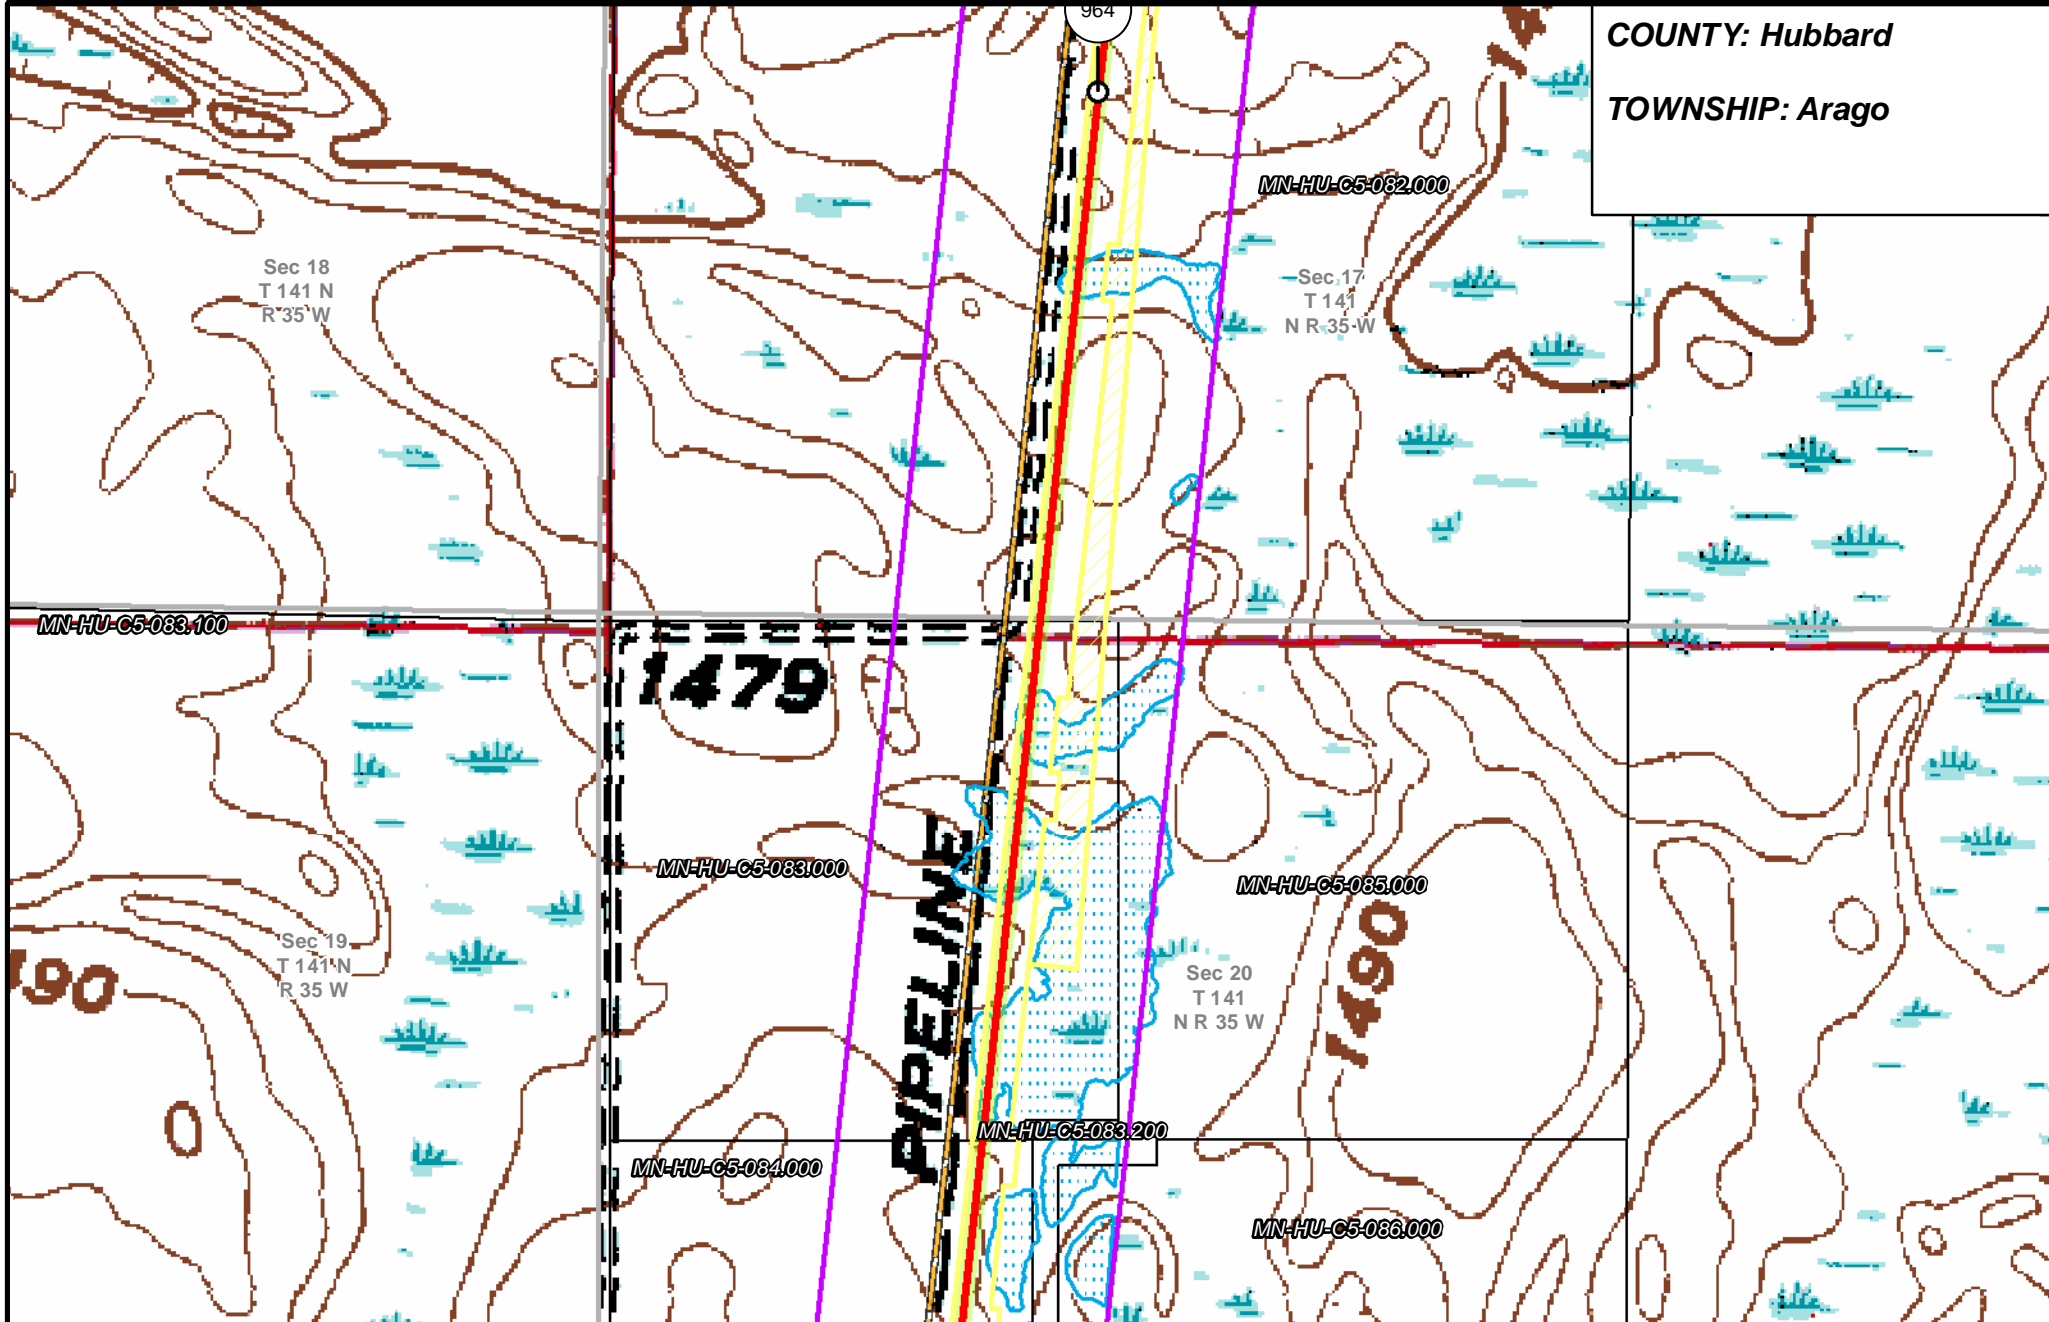 964
COUNTY: Hubbard
TOWNSHIP: Arago
MN-HU-C5-082.000
Sec 18
T 141 N
R 35 W
Sec 17
T 141
N R 35 W
MN-HU-C5-083.100
1479
MN-HU-C5-083.000
PIPELINE
MN-HU-C5-085.000
1490
Sec 19
T 141 N
R 35 W
490
Sec 20
T 141
N R 35 W
MN-HU-C5-083.200
MN-HU-C5-084.000
MN-HU-C5-086.000